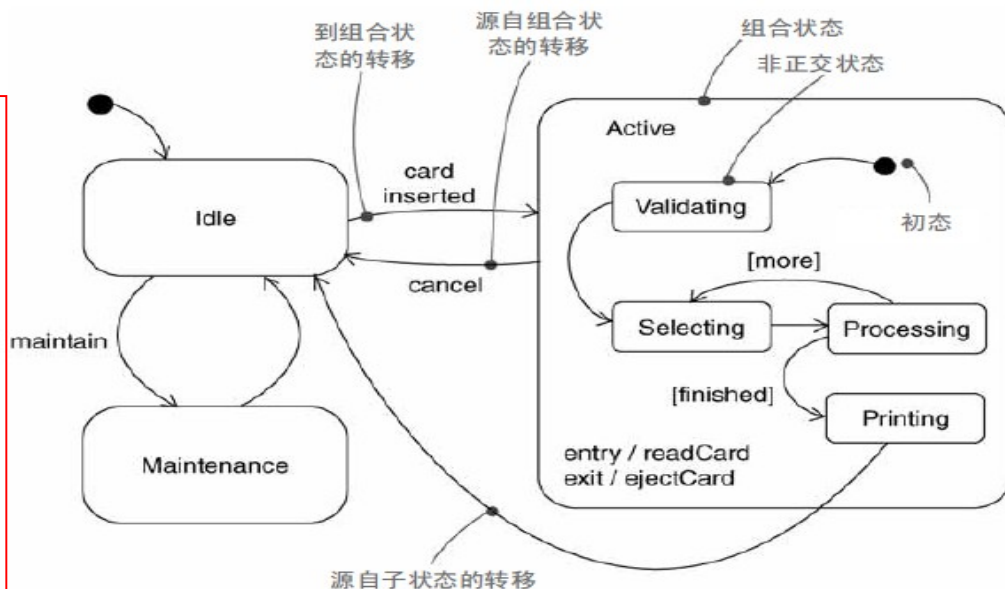 到组合状
态的转移
源自组合状
态的转移
组合状态
非正交状态
Active
card
inserted
Idle
Validating
初态
cancel
[more]
maintain
Selecting
Processing
[finished]
Printing
Maintenance
entry / readCard
exit / ejectCard
源自子状态的转移